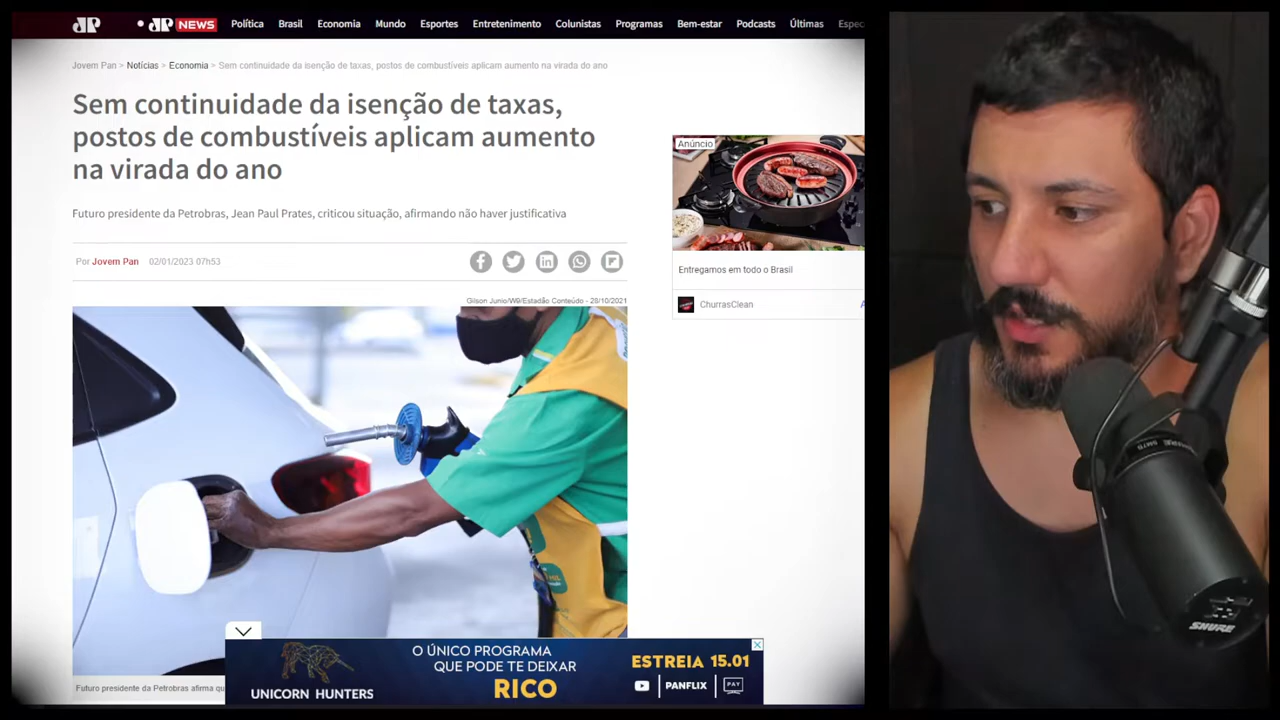 JP JP NEWS Política Brasil Economia Mundo Esportes Entretenimento Colunistas Programas Bem-estar Podcasts Últimas Espec
Jovem Pan > Notícias > Economia > Sem continuidade da isenção de taxas, postos de combustíveis aplicam aumento na virada do ano
Sem continuidade da isenção de taxas,
postos de combustíveis aplicam aumento
na virada do ano
Futuro presidente da Petrobras, Jean Paul Prates, criticou situação, afirmando não haver justificativa
Por Jovem Pan 02/01/2023 07h53
Gilson Junio/W9/Estadão Conteúdo - 28/10/2021
Futuro presidente da Petrobras afirma qu
Anúncio
Entregamos em todo o Brasil
ChurrasClean
UNICORN HUNTERS
O ÚNICO PROGRAMA
QUE PODE TE DEIXAR
RICO
ESTREIA 15.01
PANFLIX PAY
SHURE